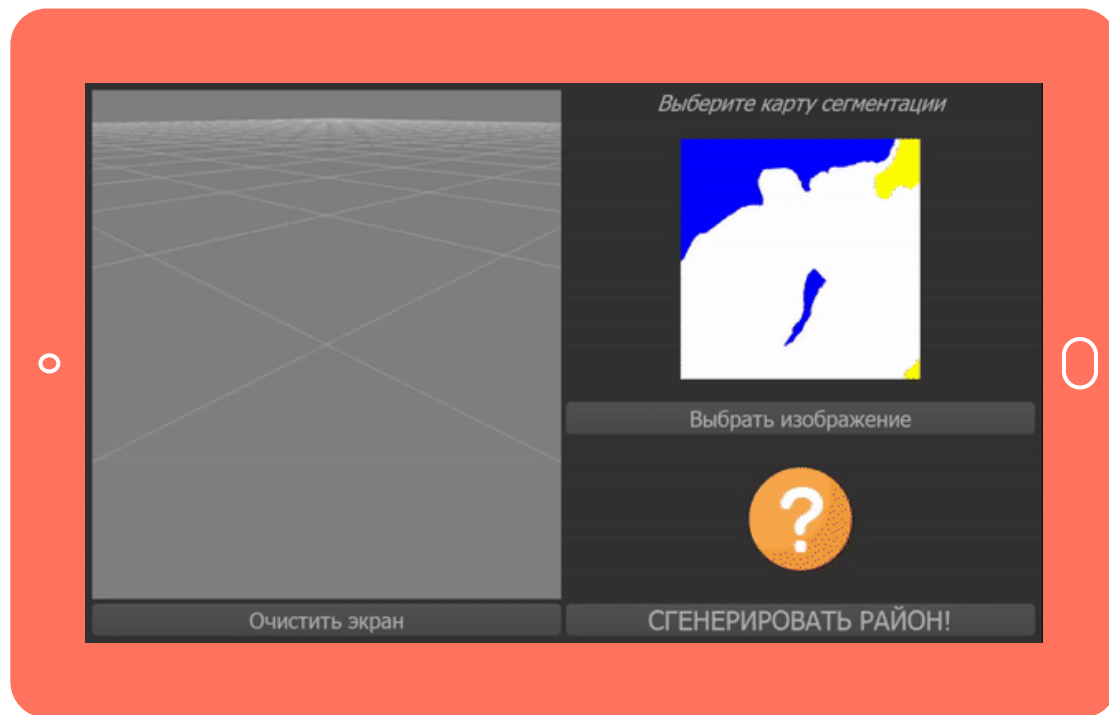 Выберите карту сегментации
Выбрать изображение
?
Очистить экран
СГЕНЕРИРОВАТЬ РАЙОН!